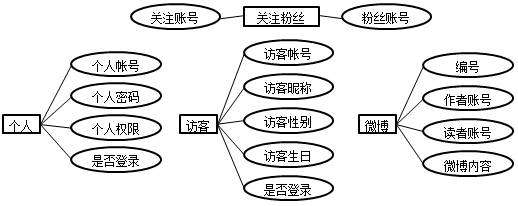 关注账号
关注粉丝
粉丝账号
个人
个人帐号
个人密码
个人权限
是否登录
访客
访客帐号
访客昵称
访客性别
访客生日
是否登录
微博
编号
作者账号
读者账号
微博内容